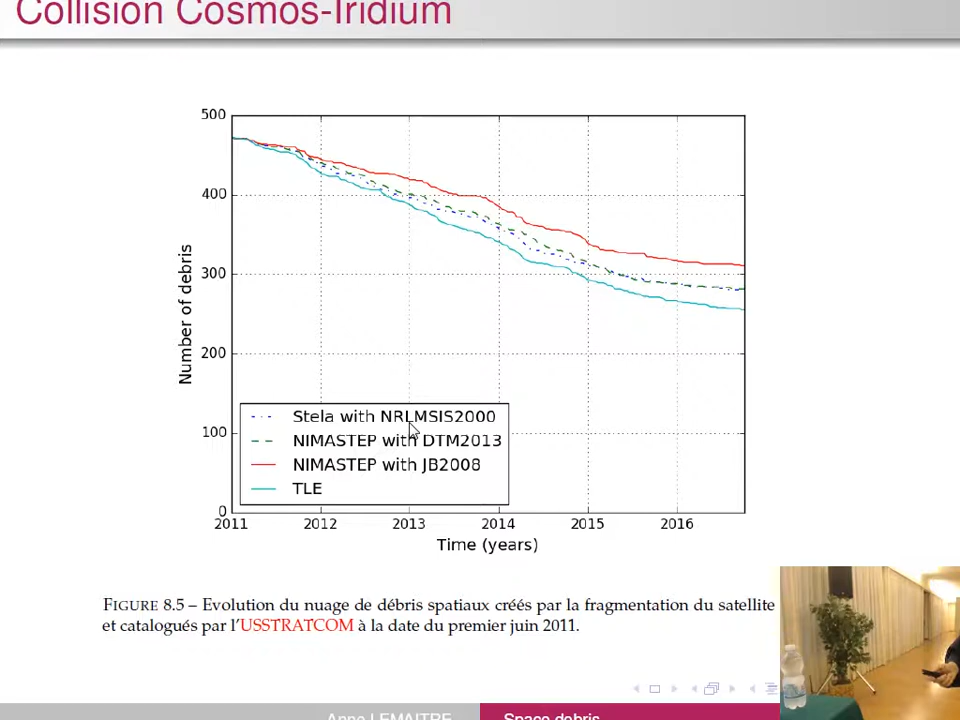 Collision Cosmos-Iridium
500
400
300
200
100
0
Number of debris
Stela with NRLMSIS2000
NIMASTEP with DTM2013
NIMASTEP with JB2008
TLE
2011 2012 2013 2014 2015 2016
Time (years)
FIGURE 8.5 – Evolution du nuage de débris spatiaux créés par la fragmentation du satellite
et catalogués par l'USSTRATCOM à la date du premier juin 2011.
Anne LEMAITRE Space debris